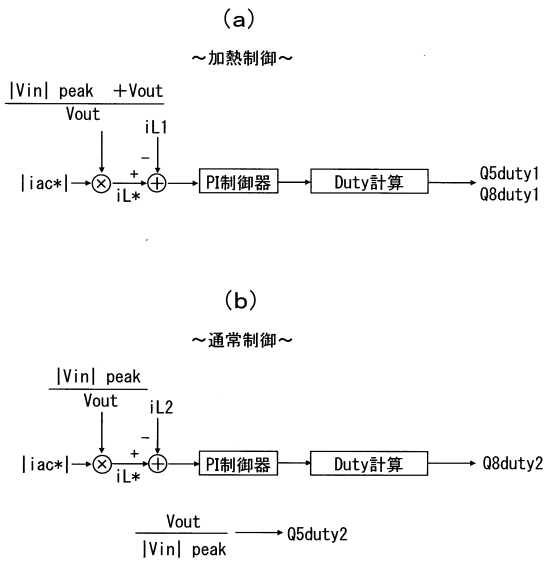 (a)
～加熱制御～
|Vin| peak +Vout
Vout
iL1
－
+
|iac*|
iL*
PI制御器
Duty計算
Q5duty1
Q8duty1
(b)
～通常制御～
|Vin| peak
Vout
iL2
－
+
|iac*|
iL*
PI制御器
Duty計算
Q8duty2
Vout
|Vin| peak
Q5duty2